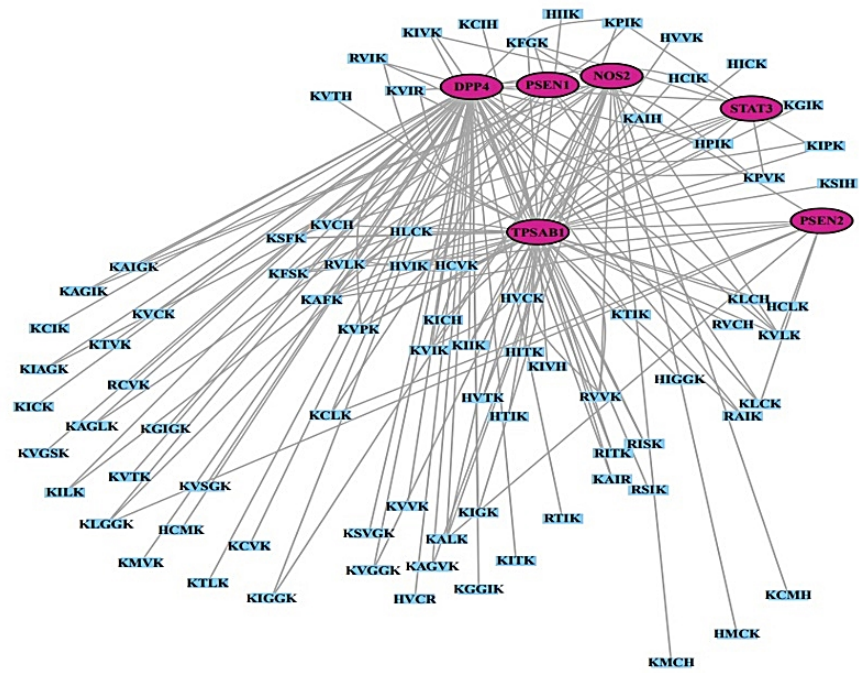 HIIK
KIVK
KCIH
KPIK
KFGK
HVVK
RVIK
HICK
NOS2
HCIK
DPP4
PSEN1
KVIR
KVTH
STAT3
KGIK
KAIH
HPIK
KIPK
KPVK
KSIH
PSEN2
KVCH
HLCK
TPSAB1
KSFK
KAIGK
RVLK
HVIK
HCVK
KFSK
KAGIK
KAFK
HVCK
KLCH
HCLK
KVCK
KTIK
KICH
RVCH
KCIK
KVPK
KVLK
KTVK
KVIK
KIIK
HITK
KIAGK
KIVH
HIGGK
RCVK
HVTK
RVVK
KICK
KLCK
KCLK
HTIK
RAIK
KAGLK
KGIGK
RISK
KVGSK
RITK
KVTK
KAIR
KILK
KVSGK
RSIK
KVVK
KIGK
RTIK
KLGGK
HCMK
KSVGK
KALK
KCVK
KMVK
KITK
KVGGK
KAGVK
KTLK
KGGIK
KIGGK
HVCR
KCMH
HMCK
KMCH